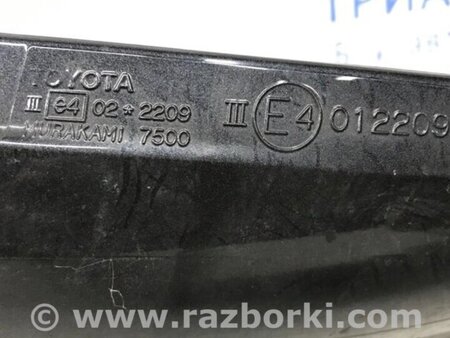 TOYOTA
III e4 02*2209
MURAKAMI 7500
III E4 012209
www.razborki.com